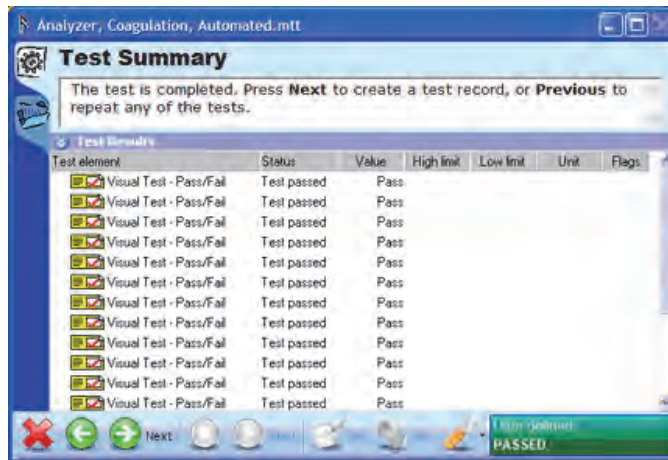 Analyzer, Coagulation, Automated.mtt
Test Summary
The test is completed. Press Next to create a test record, or Previous to
repeat any of the tests.
Test Results
Test element Status Value High limit Low limit Unit Flags
Visual Test - Pass/Fail Test passed Pass
Visual Test - Pass/Fail Test passed Pass
Visual Test - Pass/Fail Test passed Pass
Visual Test - Pass/Fail Test passed Pass
Visual Test - Pass/Fail Test passed Pass
Visual Test - Pass/Fail Test passed Pass
Visual Test - Pass/Fail Test passed Pass
Visual Test - Pass/Fail Test passed Pass
Visual Test - Pass/Fail Test passed Pass
Visual Test - Pass/Fail Test passed Pass
Visual Test - Pass/Fail Test passed Pass
Visual Test - Pass/Fail Test passed Pass
Next
PASSED